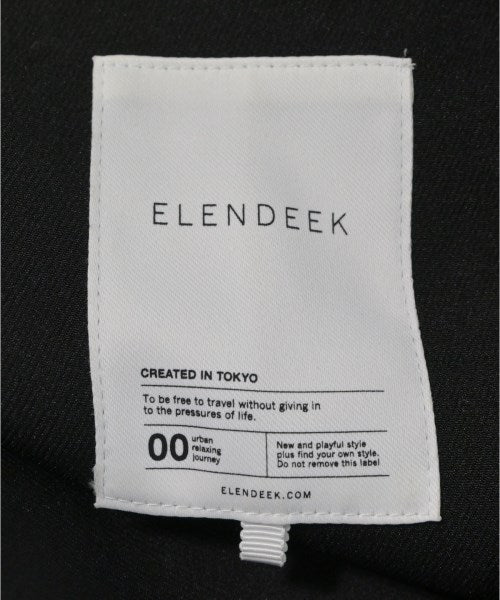 ELENDEEK
CREATED IN TOKYO
To be free to travel without giving in
to the pressures of life.
00
urban
relaxing
journey
New and playful style
plus find your own style.
Do not remove this label
ELENDEEK.COM